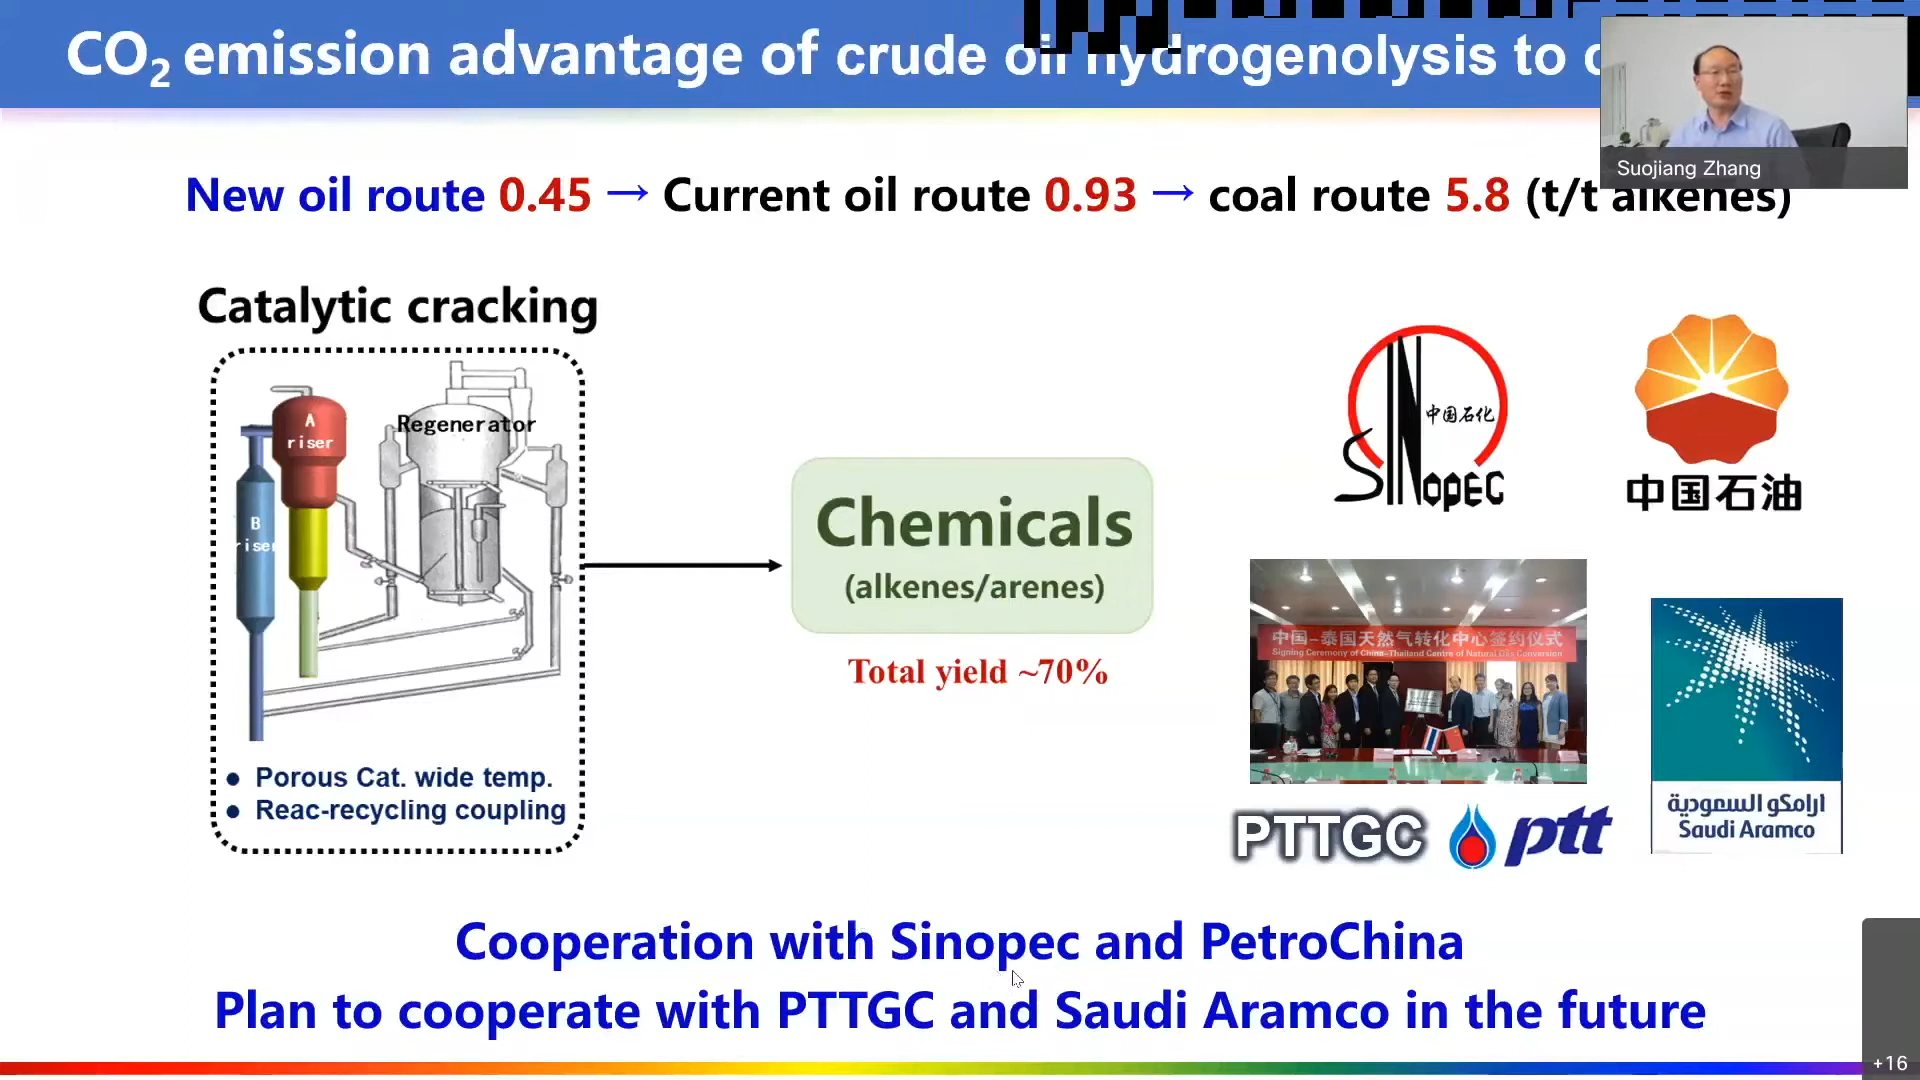 CO2 emission advantage of crude oil hydrogenolysis to
Suojiang Zhang
New oil route 0.45 → Current oil route 0.93 → coal route 5.8 (t/t alkenes)
Catalytic cracking
A
riser
Regenerator
B
riser
Porous Cat. wide temp.
Reac-recycling coupling
Chemicals
(alkenes/arenes)
Total yield ~70%
中国石化
SINOPEC
中国石油
中国-泰国天然气转化中心签约仪式
Signing Ceremony of China-Thailand Centre of Natural Gas Conversion
PTTGC
ptt
ارامكو السعودية
Saudi Aramco
Cooperation with Sinopec and PetroChina
Plan to cooperate with PTTGC and Saudi Aramco in the future
+16